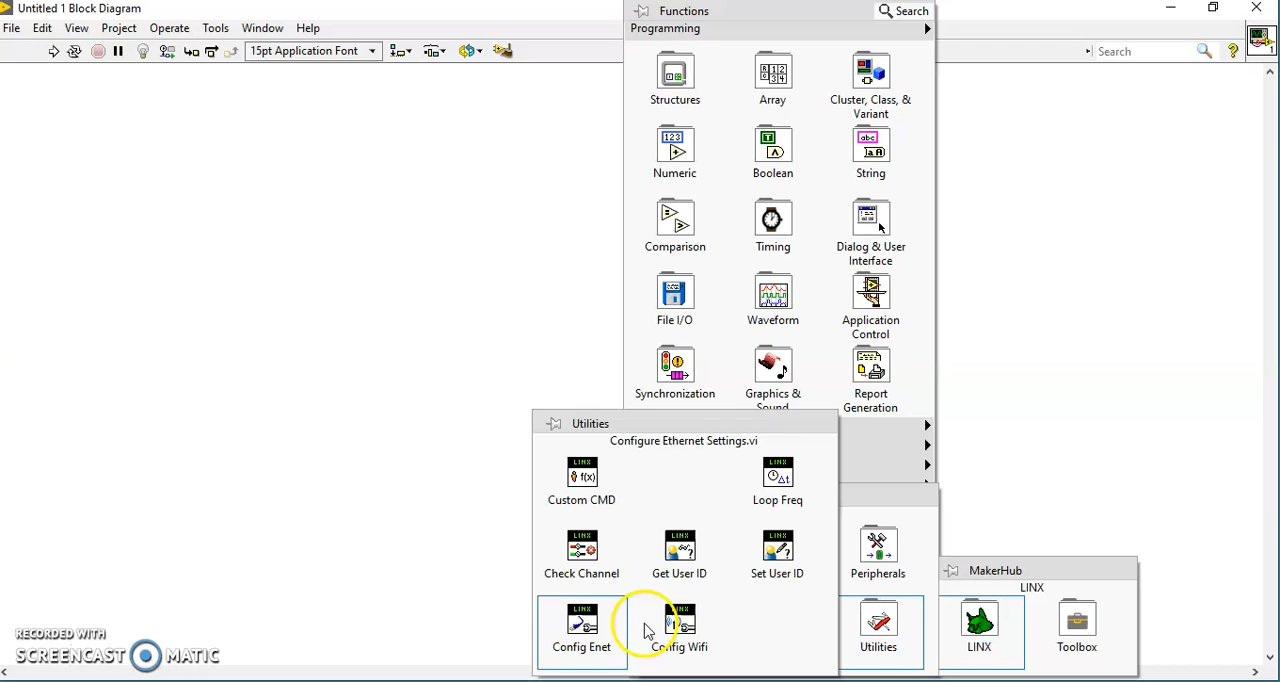 Untitled 1 Block Diagram
File Edit View Project Operate Tools Window Help
15pt Application Font
Search
Functions
Search
Programming
Structures
Array
Cluster, Class, &
Variant
Numeric
Boolean
String
Comparison
Timing
Dialog & User
Interface
File I/O
Waveform
Application
Control
Synchronization
Graphics &
Sound
Report
Generation
Utilities
Configure Ethernet Settings.vi
LINX
f(x)
Custom CMD
LINX
Δt
Loop Freq
LINX
Check Channel
LINX
Get User ID
LINX
Set User ID
LINX
Config Enet
LINX
Config Wifi
Peripherals
Utilities
MakerHub
LINX
LINX
Toolbox
RECORDED WITH
SCREENCAST MATIC